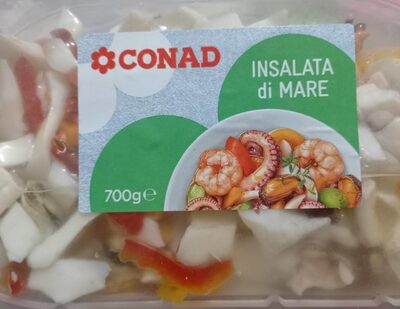 CONAD
INSALATA
di MARE
700g℮